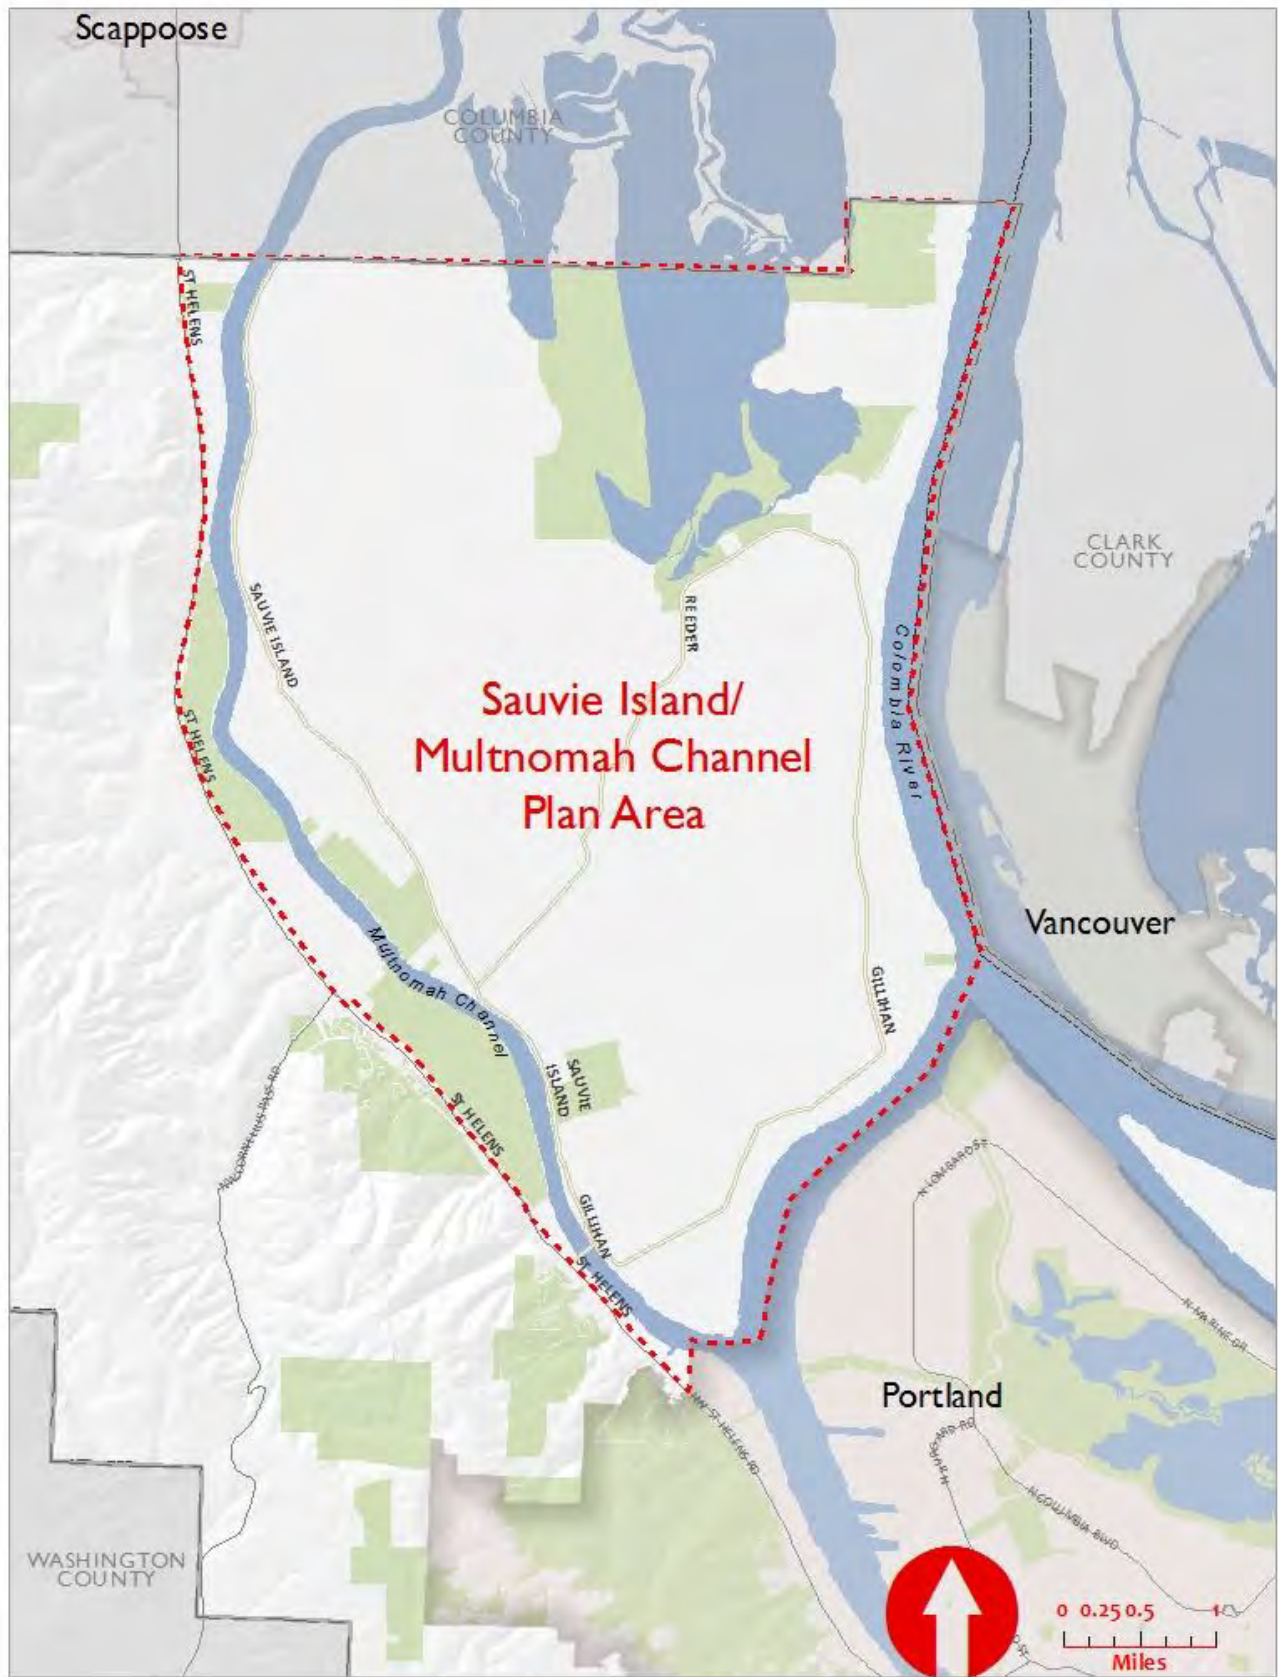 Scappoose
COLUMBIA
COUNTY
ST HELENS
CLARK
COUNTY
SAUVIE ISLAND
REEDER
Colombia River
Sauvie Island/
Multnomah Channel
Plan Area
ST HELENS
Vancouver
Multnomah Channel
GILLIHAN
SAUVIE
ISLAND
ST HELENS
N LOMBARD ST
GILLIHAN
ST HELENS
N MARINE DR
Portland
NW ST HELENS RD
N COLUMBIA BLVD
WASHINGTON
COUNTY
0 0.25 0.5 1
Miles